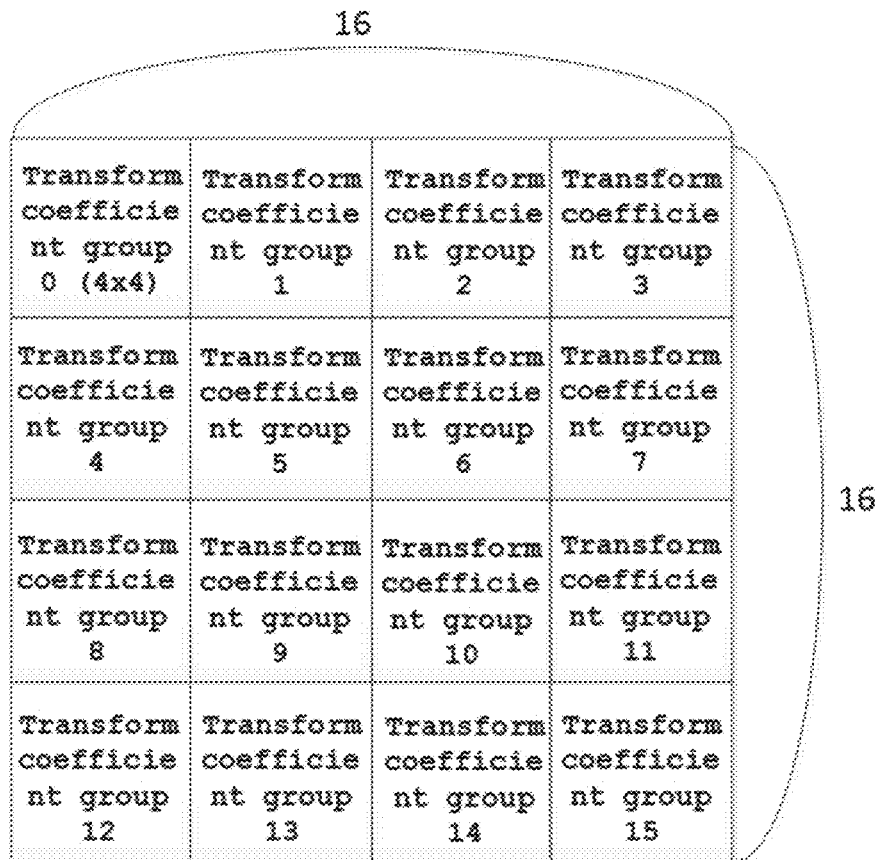 16
Transform
coefficie
nt group
0 (4x4)
Transform
coefficie
nt group
1
Transform
coefficie
nt group
2
Transform
coefficie
nt group
3
Transform
coefficie
nt group
4
Transform
coefficie
nt group
5
Transform
coefficie
nt group
6
Transform
coefficie
nt group
7
16
Transform
coefficie
nt group
8
Transform
coefficie
nt group
9
Transform
coefficie
nt group
10
Transform
coefficie
nt group
11
Transform
coefficie
nt group
12
Transform
coefficie
nt group
13
Transform
coefficie
nt group
14
Transform
coefficie
nt group
15